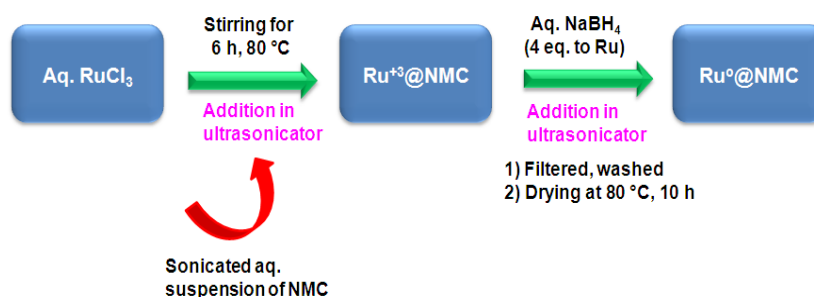 Aq. RuCl₃
Stirring for
6 h, 80 °C
Addition in
ultrasonicator
Sonicated aq.
suspension of NMC
Ru⁺³@NMC
Aq. NaBH₄
(4 eq. to Ru)
Addition in
ultrasonicator
1) Filtered, washed
2) Drying at 80 °C, 10 h
Ruᵒ@NMC